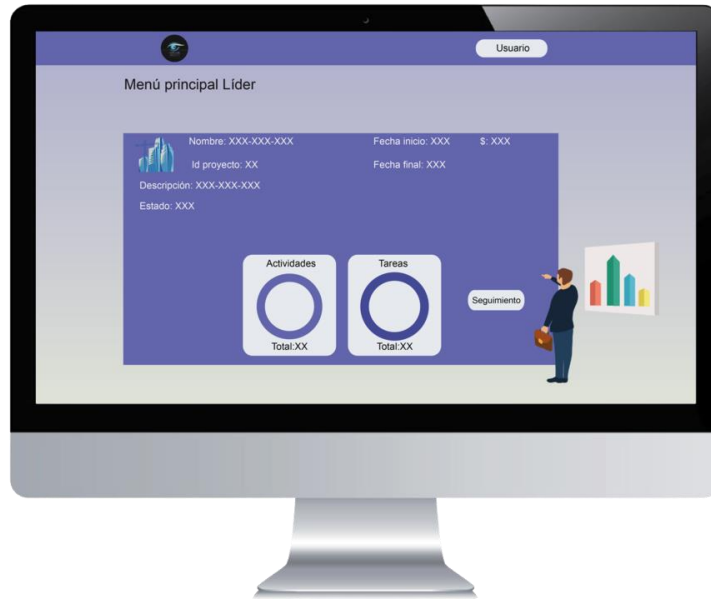 Usuario
Menú principal Líder
Nombre: XXX-XXX-XXX
Fecha inicio: XXX
$: XXX
Id proyecto: XX
Fecha final: XXX
Descripción: XXX-XXX-XXX
Estado: XXX
Actividades
Tareas
Total:XX
Total:XX
Seguimiento